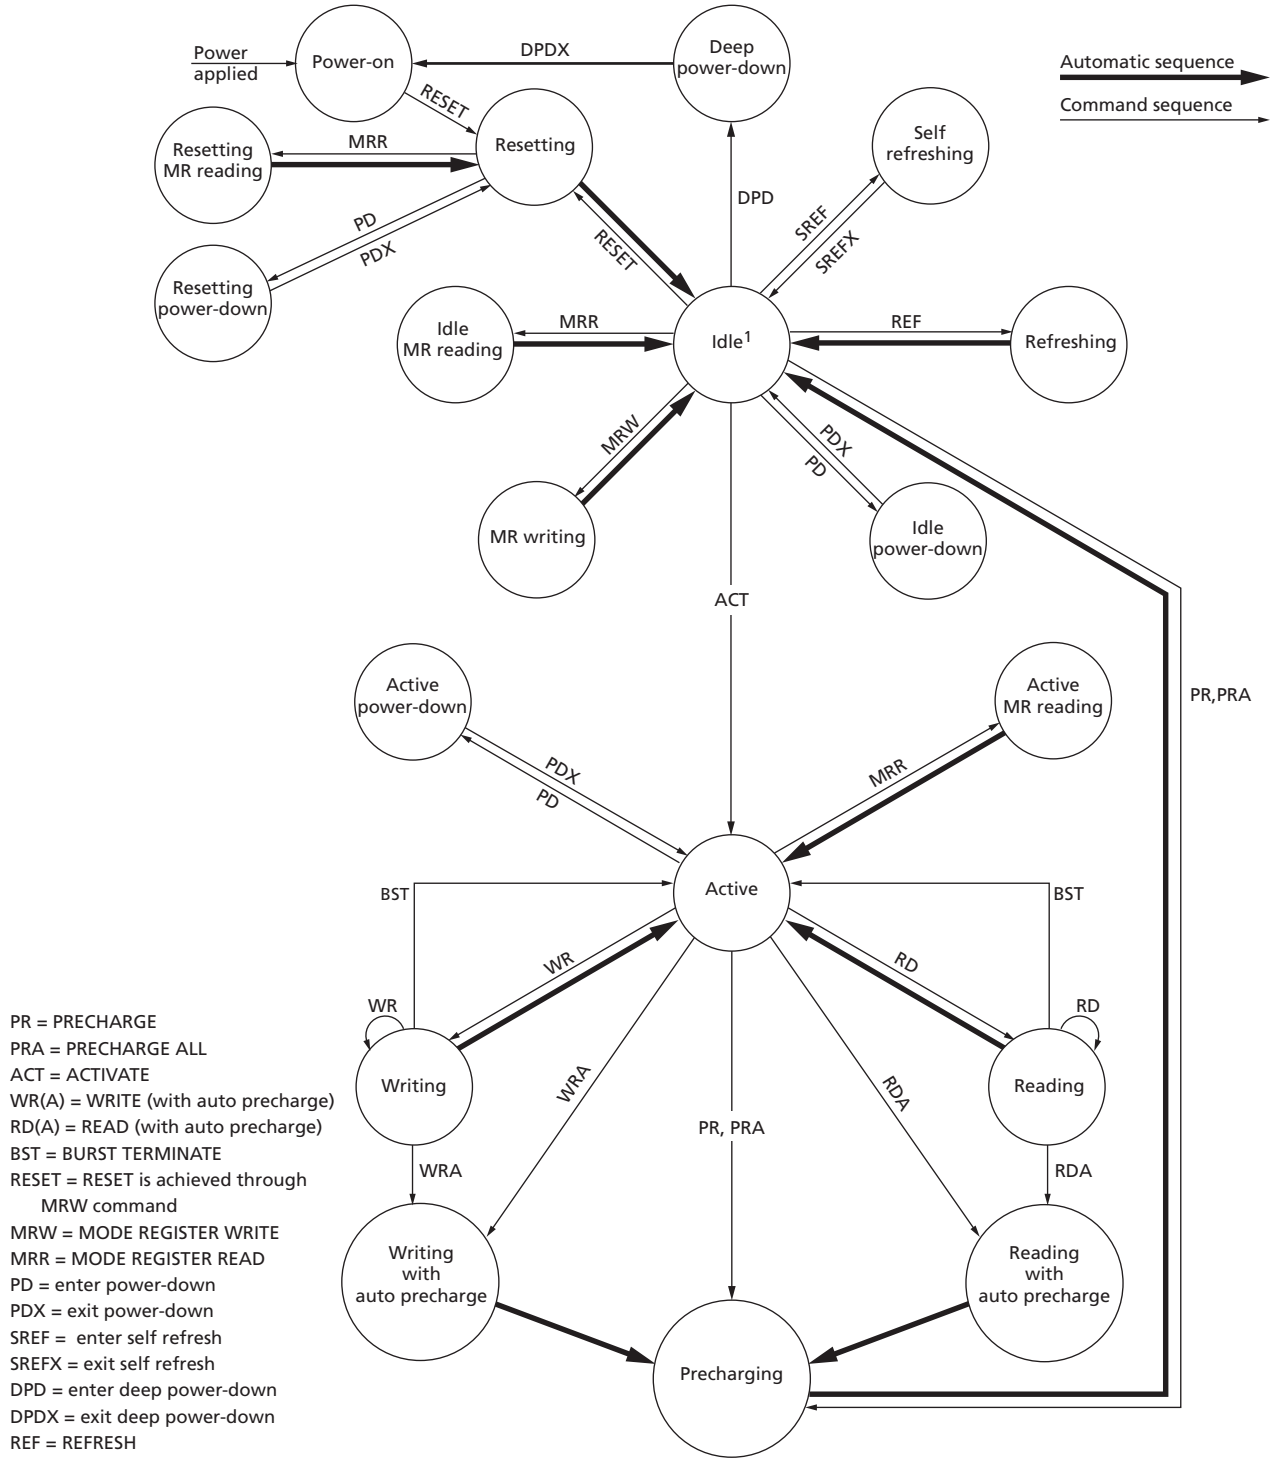 Power
applied
Power-on
DPDX
Deep
power-down
Automatic sequence
Command sequence
RESET
Resetting
MR reading
MRR
Resetting
Self
refreshing
PD
PDX
RESET
DPD
SREF
SREFX
Resetting
power-down
Idle
MR reading
MRR
Idle1
REF
Refreshing
MRW
PDX
PD
MR writing
Idle
power-down
ACT
Active
power-down
Active
MR reading
PR,PRA
PDX
PD
MRR
BST
Active
BST
WR
RD
WR
RD
Writing
Reading
WRA
RDA
PR, PRA
WRA
RDA
Writing
with
auto precharge
Reading
with
auto precharge
Precharging
PR = PRECHARGE
PRA = PRECHARGE ALL
ACT = ACTIVATE
WR(A) = WRITE (with auto precharge)
RD(A) = READ (with auto precharge)
BST = BURST TERMINATE
RESET = RESET is achieved through
MRW command
MRW = MODE REGISTER WRITE
MRR = MODE REGISTER READ
PD = enter power-down
PDX = exit power-down
SREF =  enter self refresh
SREFX = exit self refresh
DPD = enter deep power-down
DPDX = exit deep power-down
REF = REFRESH